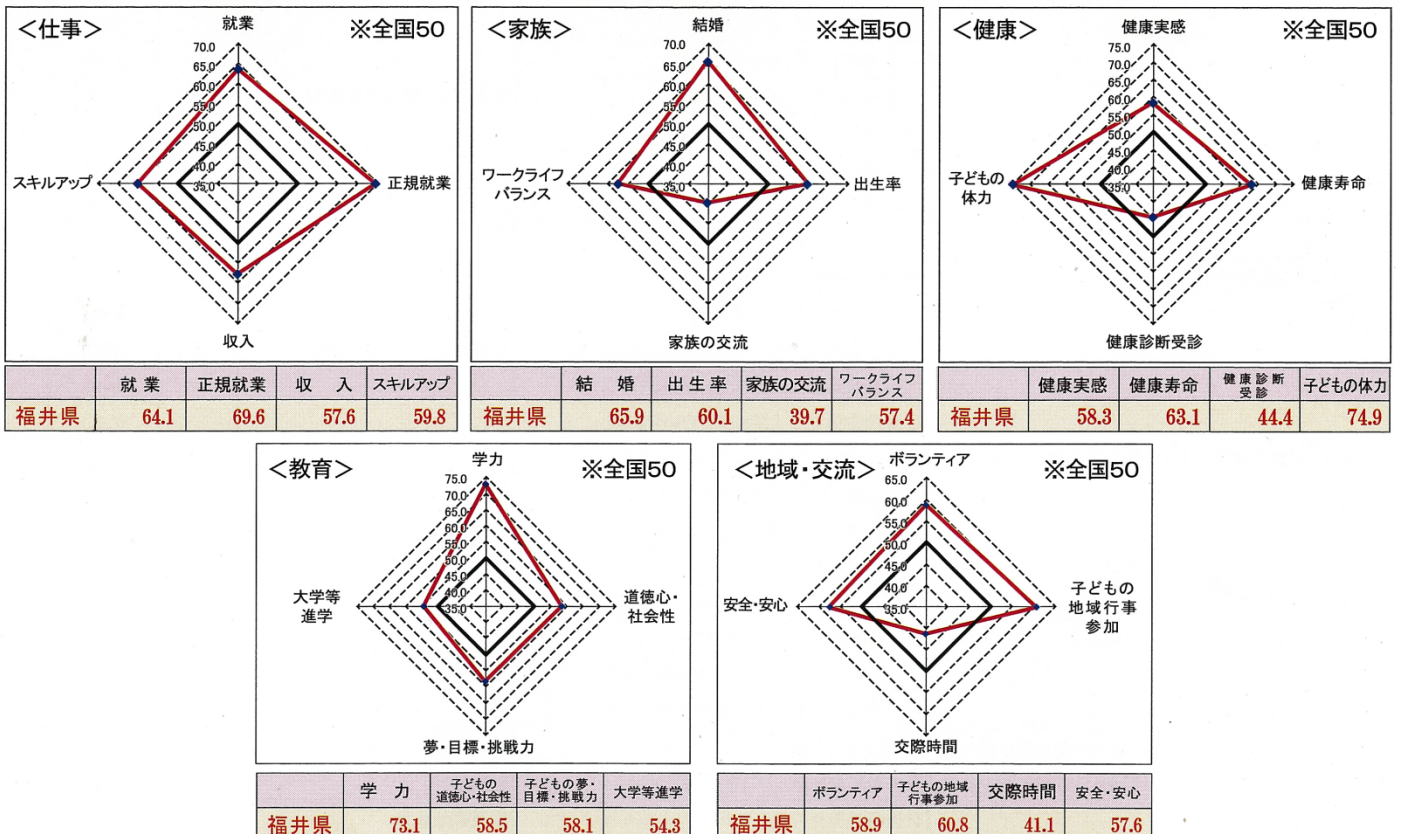 <仕事>
就業
※全国50
70.0
65.0
60.0
55.0
50.0
45.0
40.0
35.0
スキルアップ
正規就業
収入
就業 正規就業 収入 スキルアップ
福井県 64.1 69.6 57.6 59.8
<家族>
結婚
※全国50
70.0
65.0
60.0
55.0
50.0
45.0
40.0
35.0
ワークライフ
バランス
出生率
家族の交流
結婚 出生率 家族の交流 ワークライフ
バランス
福井県 65.9 60.1 39.7 57.4
<健康>
健康実感
※全国50
75.0
70.0
65.0
60.0
55.0
50.0
45.0
40.0
35.0
子どもの
体力
健康寿命
健康診断受診
健康実感 健康寿命 健康診断
受診 子どもの体力
福井県 58.3 63.1 44.4 74.9
<教育>
学力
※全国50
75.0
70.0
65.0
60.0
55.0
50.0
45.0
40.0
35.0
大学等
進学
道徳心・
社会性
夢・目標・挑戦力
学力 子どもの
道徳心・社会性 子どもの夢・
目標・挑戦力 大学等進学
福井県 73.1 58.5 58.1 54.3
<地域・交流>
ボランティア
※全国50
65.0
60.0
55.0
50.0
45.0
40.0
35.0
安全・安心
子どもの
地域行事
参加
交際時間
ボランティア 子どもの地域
行事参加 交際時間 安全・安心
福井県 58.9 60.8 41.1 57.6